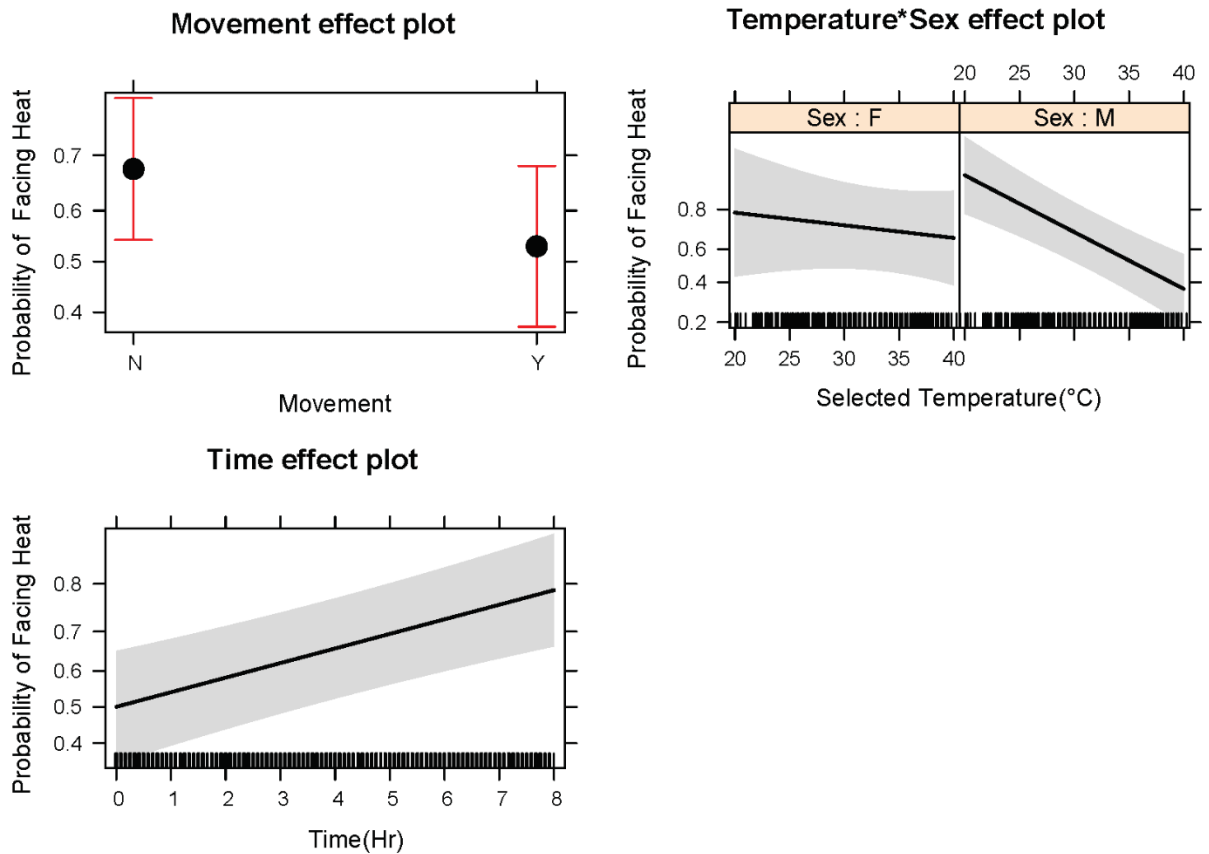 Movement effect plot
Probability of Facing Heat
0.7
0.6
0.5
0.4
N Y
Movement
Temperature*Sex effect plot
20 25 30 35 40
Sex : F Sex : M
Probability of Facing Heat
0.8
0.6
0.4
0.2
20 25 30 35 40
Selected Temperature(°C)
Time effect plot
Probability of Facing Heat
0.8
0.7
0.6
0.5
0.4
0 1 2 3 4 5 6 7 8
Time(Hr)